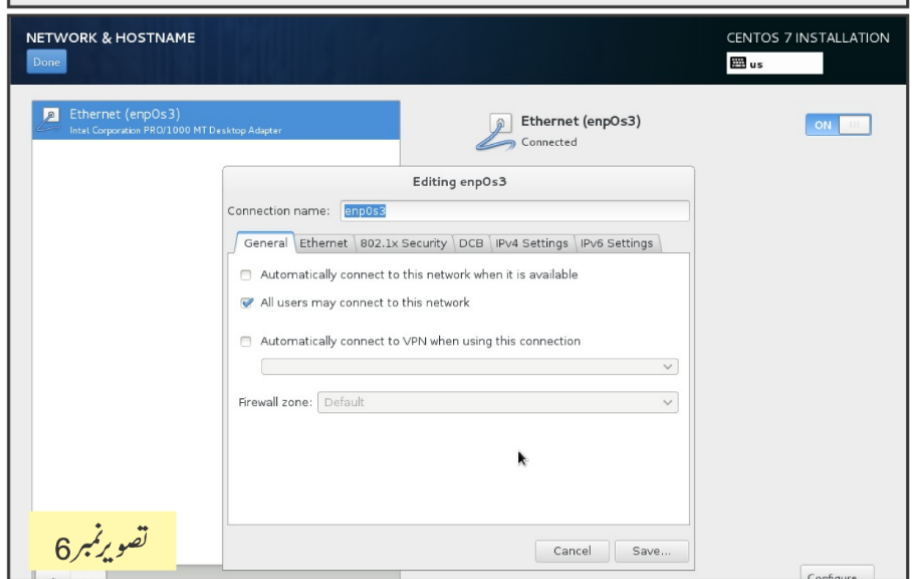 NETWORK & HOSTNAME
CENTOS 7 INSTALLATION
Done
us
Ethernet (enp0s3)
Intel Corporation PRO/1000 MT Desktop Adapter
Ethernet (enp0s3)
Connected
ON
Editing enp0s3
Connection name: enp0s3
General Ethernet 802.1x Security DCB IPv4 Settings IPv6 Settings
Automatically connect to this network when it is available
All users may connect to this network
Automatically connect to VPN when using this connection
Firewall zone: Default
تصویر نمبر 6
Cancel Save...
Configure...